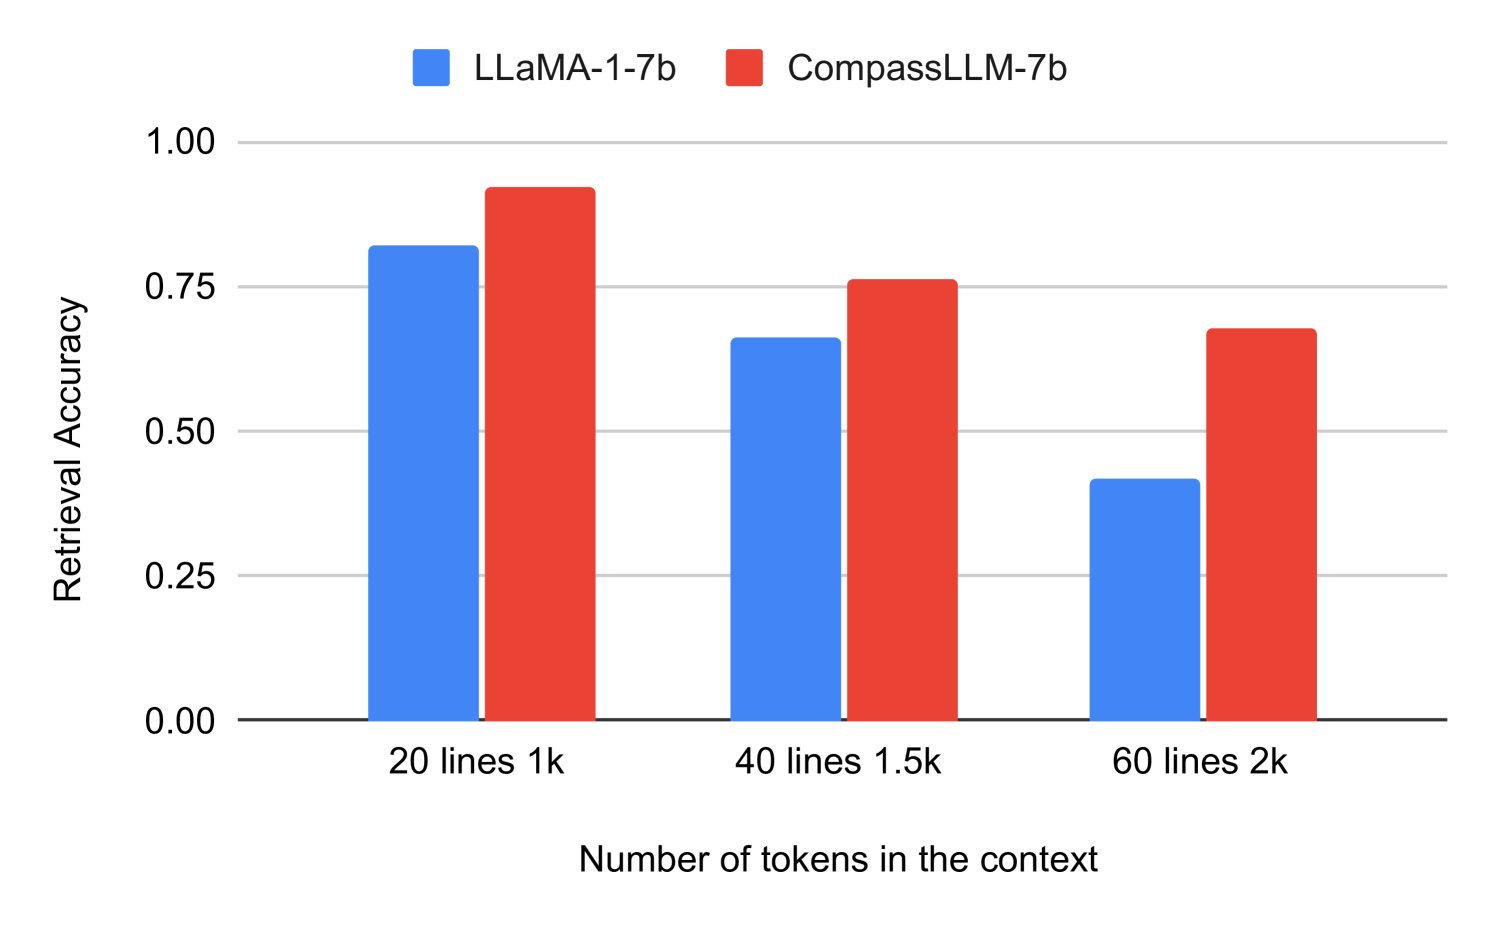 LLaMA-1-7b CompassLLM-7b
1.00
0.75
0.50
0.25
0.00
Retrieval Accuracy
20 lines 1k 40 lines 1.5k 60 lines 2k
Number of tokens in the context